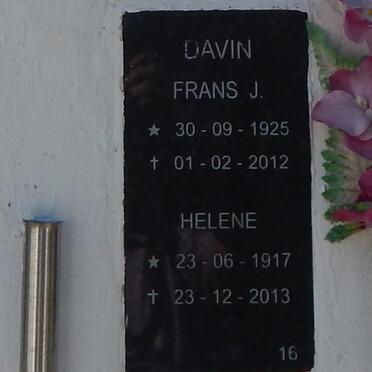 DAVIN
FRANS J.
★ 30 - 09 - 1925
✝ 01 - 02 - 2012
HELENE
★ 23 - 06 - 1917
✝ 23 - 12 - 2013
16